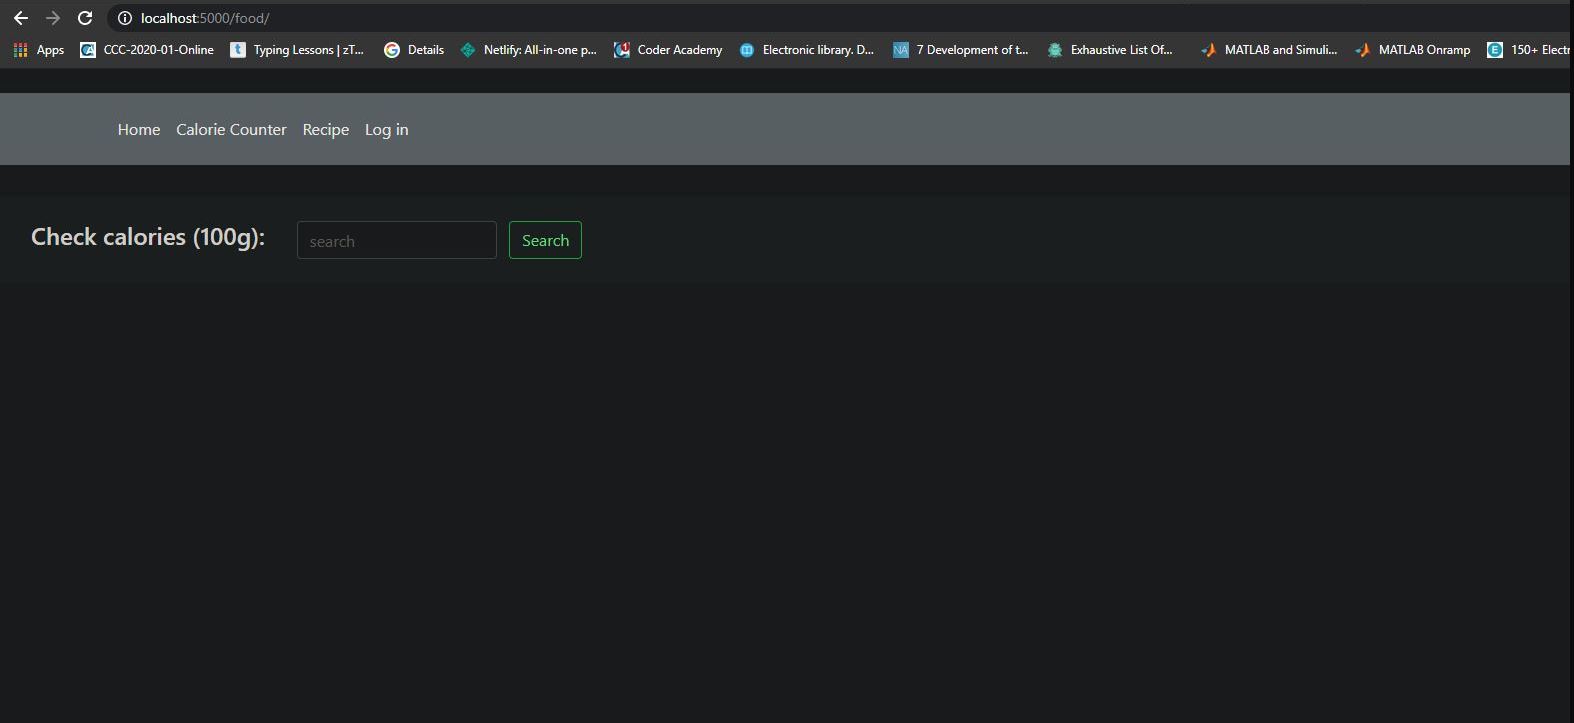 localhost:5000/food/
Apps CCC-2020-01-Online Typing Lessons | zT... Details Netlify: All-in-one p... Coder Academy Electronic library. D... NA 7 Development of t... Exhaustive List Of... MATLAB and Simuli... MATLAB Onramp E 150+ Electr
Home Calorie Counter Recipe Log in
Check calories (100g): search Search